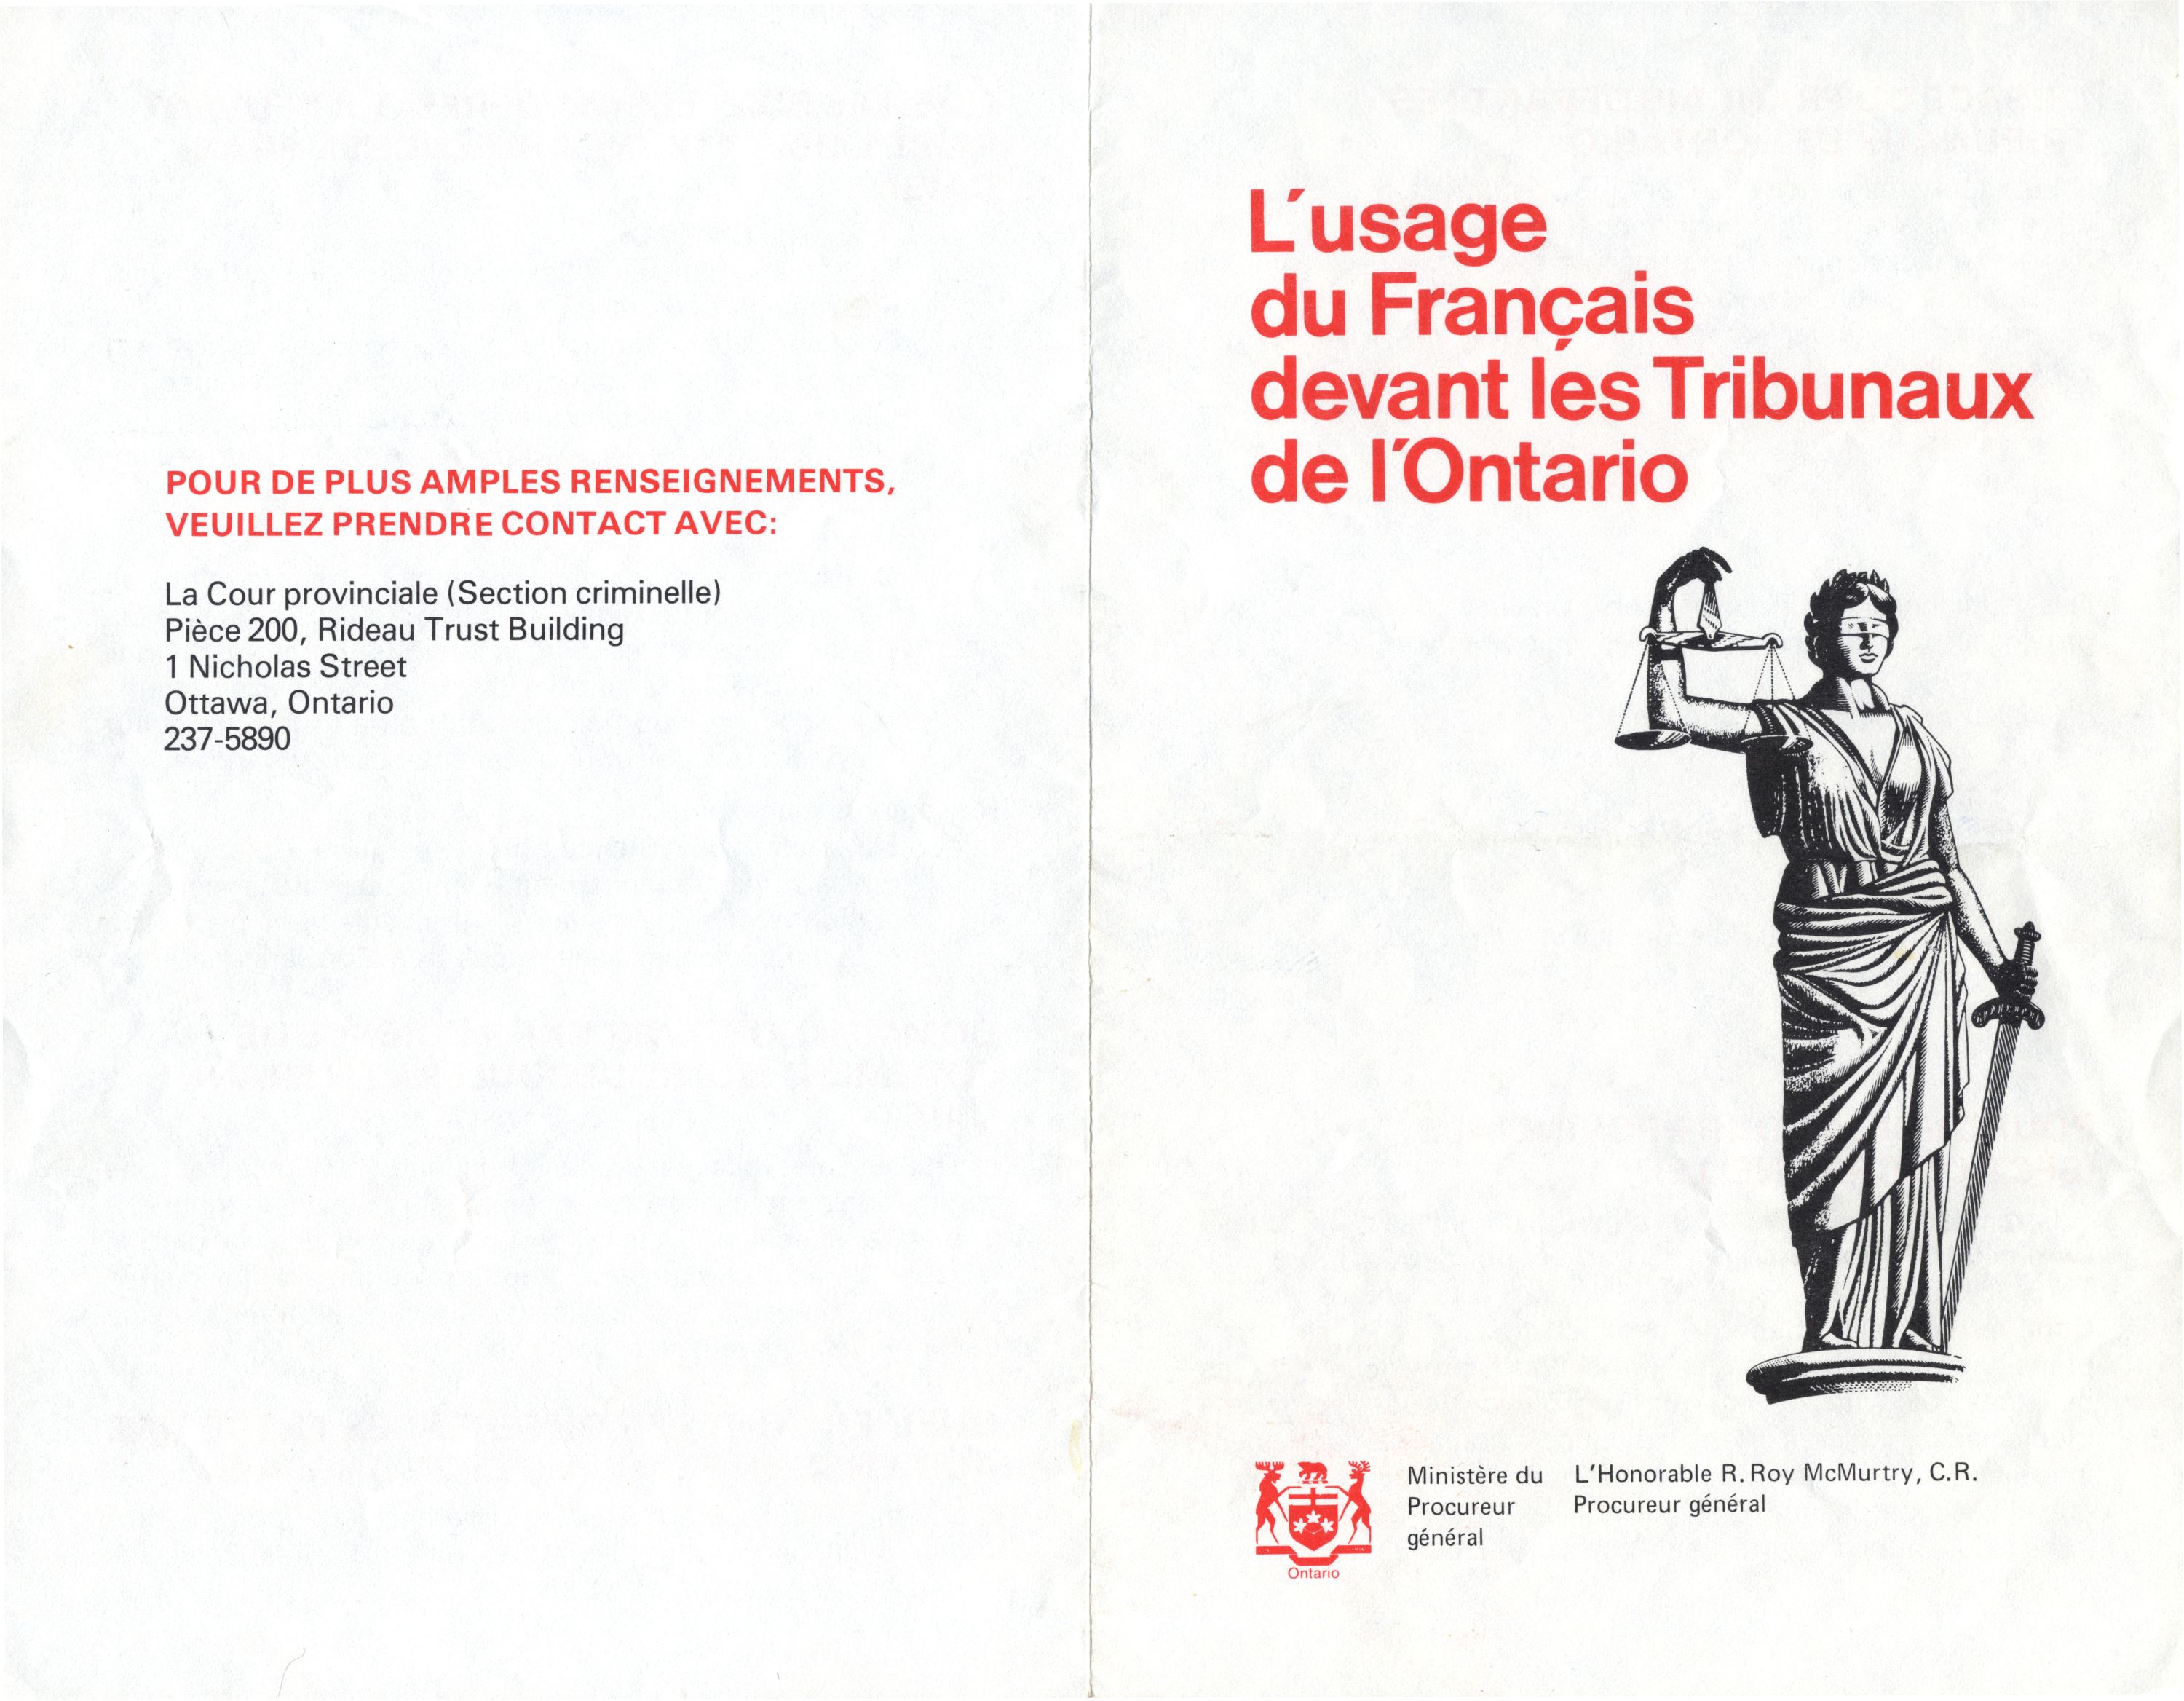 POUR DE PLUS AMPLES RENSEIGNEMENTS,
VEUILLEZ PRENDRE CONTACT AVEC:
La Cour provinciale (Section criminelle)
Pièce 200, Rideau Trust Building
1 Nicholas Street
Ottawa, Ontario
237-5890
L'usage
du Français
devant les Tribunaux
de l'Ontario
Ontario
Ministère du
Procureur
général
L'Honorable R. Roy McMurtry, C.R.
Procureur général